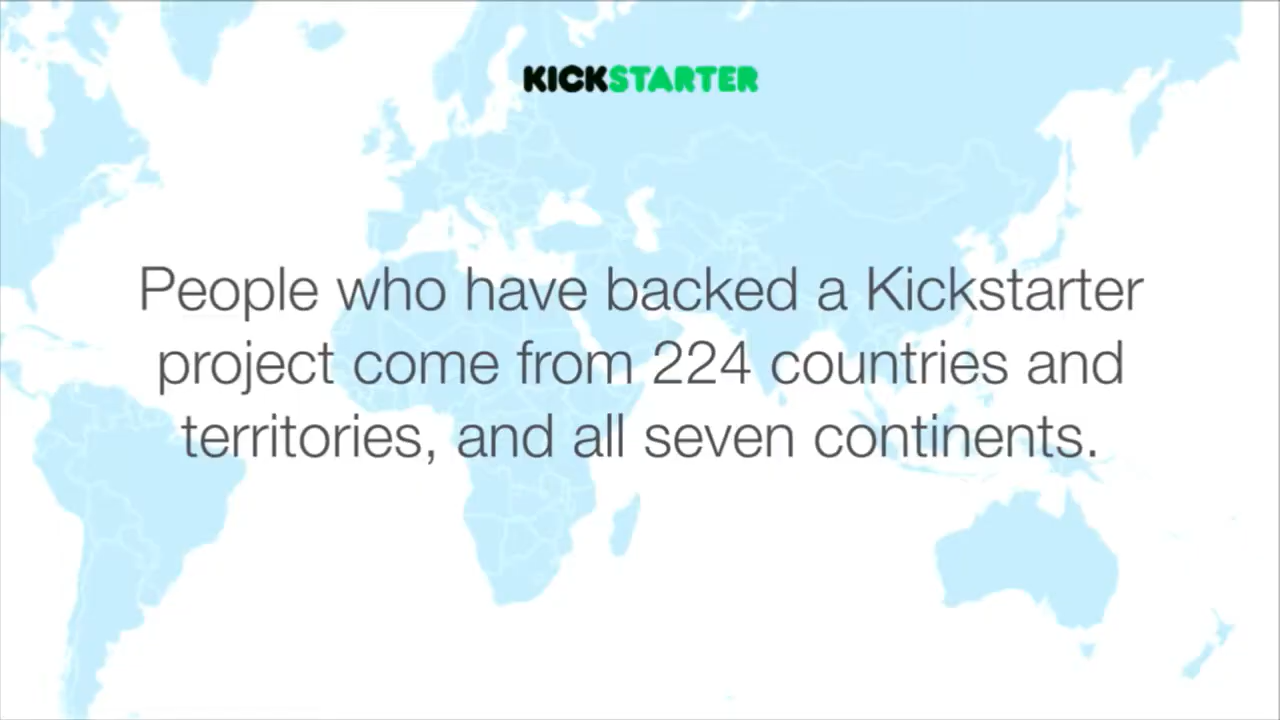 KICKSTARTER
People who have backed a Kickstarter
project come from 224 countries and
territories, and all seven continents.